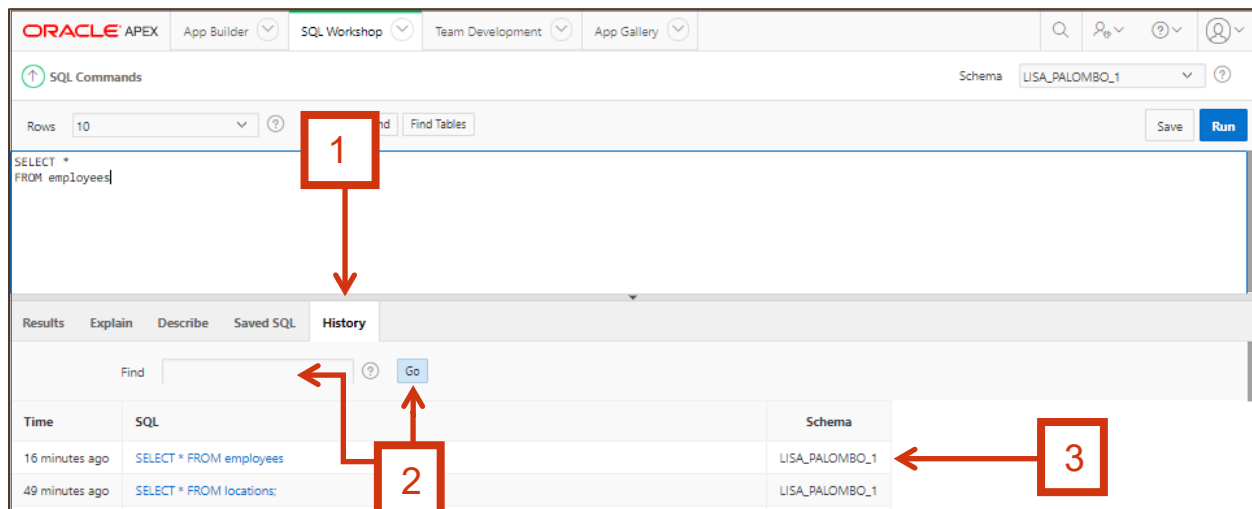 ORACLE APEX App Builder SQL Workshop Team Development App Gallery
SQL Commands Schema LISA_PALOMBO_1
Rows 10 Find Tables Save Run
1
SELECT *
FROM employees
Results Explain Describe Saved SQL History
Find Go
Time SQL Schema
16 minutes ago SELECT * FROM employees LISA_PALOMBO_1 3
49 minutes ago SELECT * FROM locations; LISA_PALOMBO_1
2